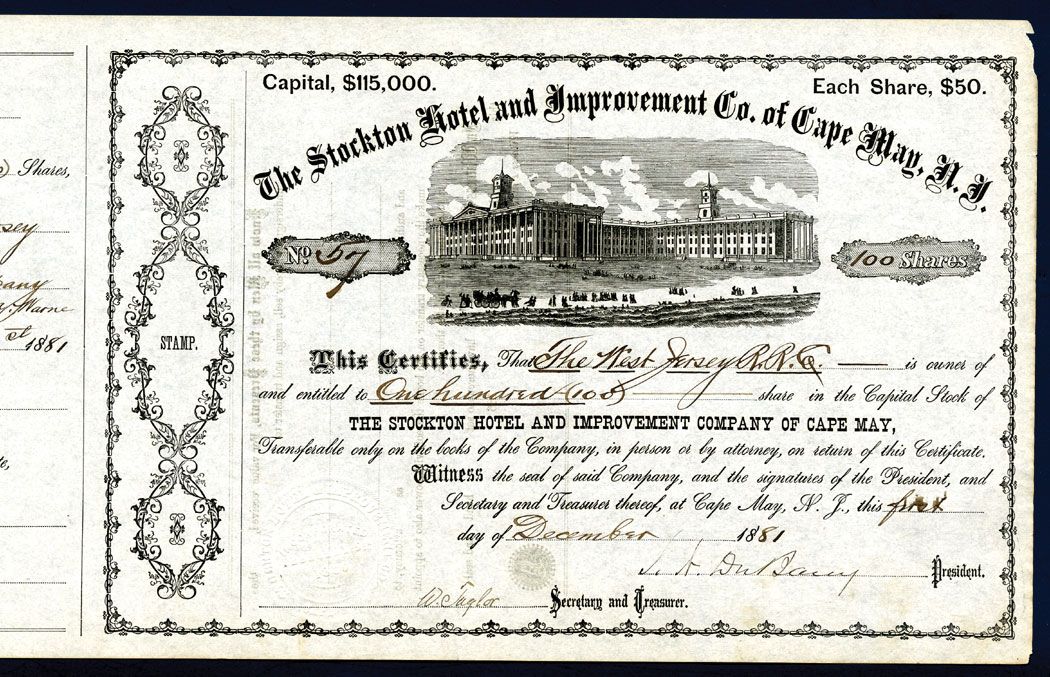 Capital, $115,000.
Each Share, $50.
The Stockton Hotel and Improvement Co. of Cape May, N. J.
No 57
100 Shares
Shares,
sey
pany
Warne
st 1881
STAMP.
This Certifies, That The West Jersey R. R. Co. is owner of
and entitled to One hundred (100) share in the Capital Stock of
THE STOCKTON HOTEL AND IMPROVEMENT COMPANY OF CAPE MAY,
Transferable only on the books of the Company, in person or by attorney, on return of this Certificate.
Witness the seal of said Company, and the signatures of the President, and
Secretary and Treasurer thereof, at Cape May, N. J., this first
day of December 1881
President.
W. Taylor Secretary and Treasurer.